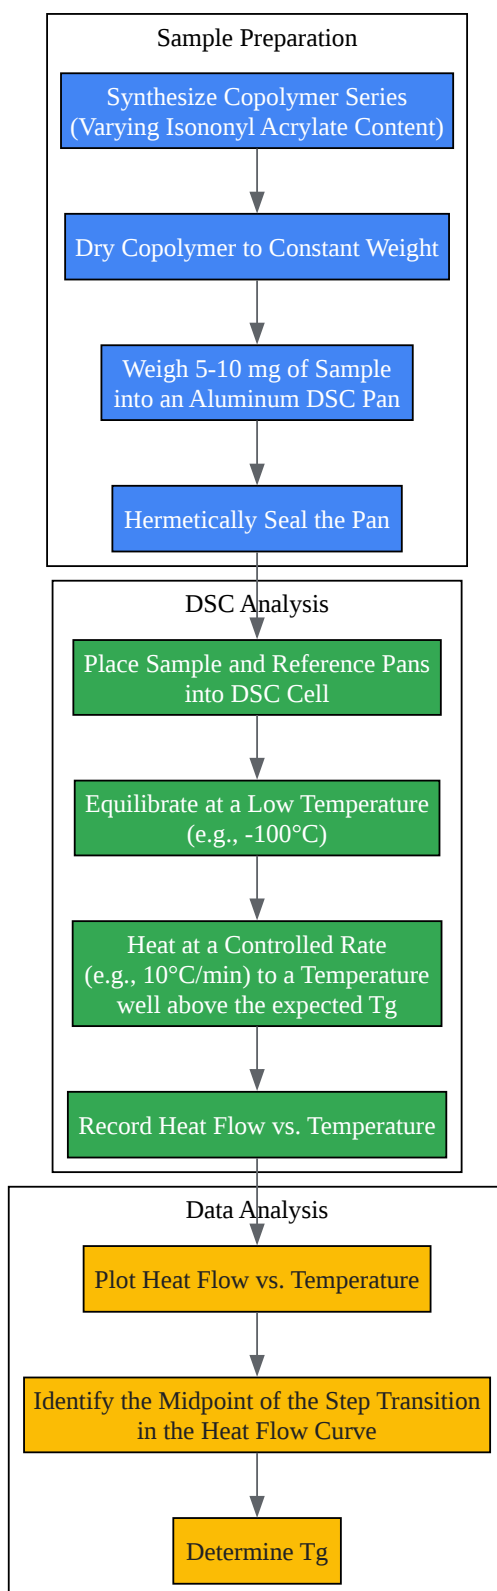 Sample Preparation
Synthesize Copolymer Series
(Varying Isononyl Acrylate Content)
Dry Copolymer to Constant Weight
Weigh 5-10 mg of Sample
into an Aluminum DSC Pan
Hermetically Seal the Pan
DSC Analysis
Place Sample and Reference Pans
into DSC Cell
Equilibrate at a Low Temperature
(e.g., -100°C)
Heat at a Controlled Rate
(e.g., 10°C/min) to a Temperature
well above the expected Tg
Record Heat Flow vs. Temperature
Data Analysis
Plot Heat Flow vs. Temperature
Identify the Midpoint of the Step Transition
in the Heat Flow Curve
Determine Tg